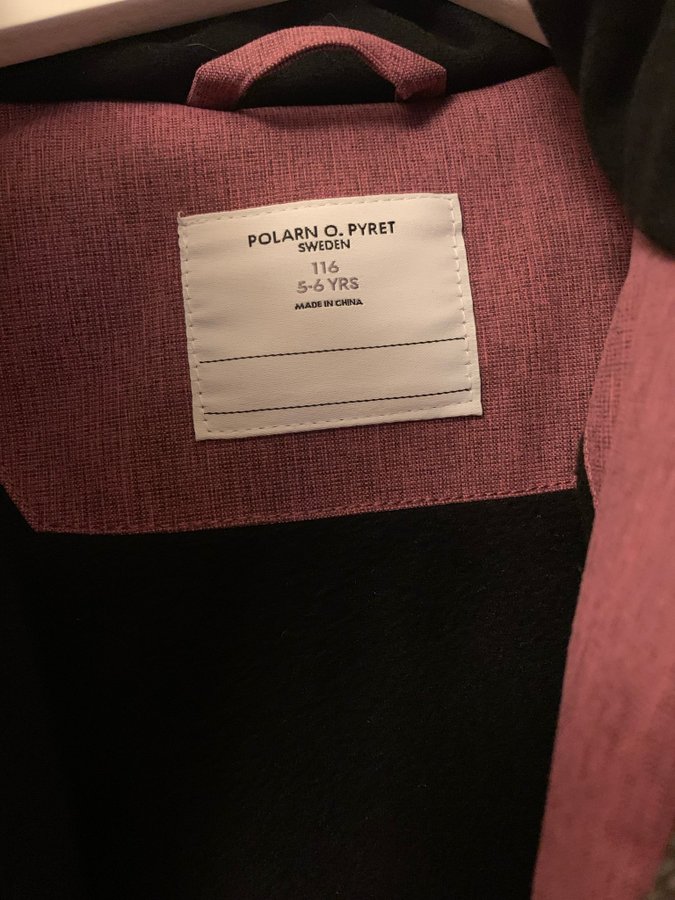 POLARN O. PYRET
SWEDEN
116
5-6 YRS
MADE IN CHINA